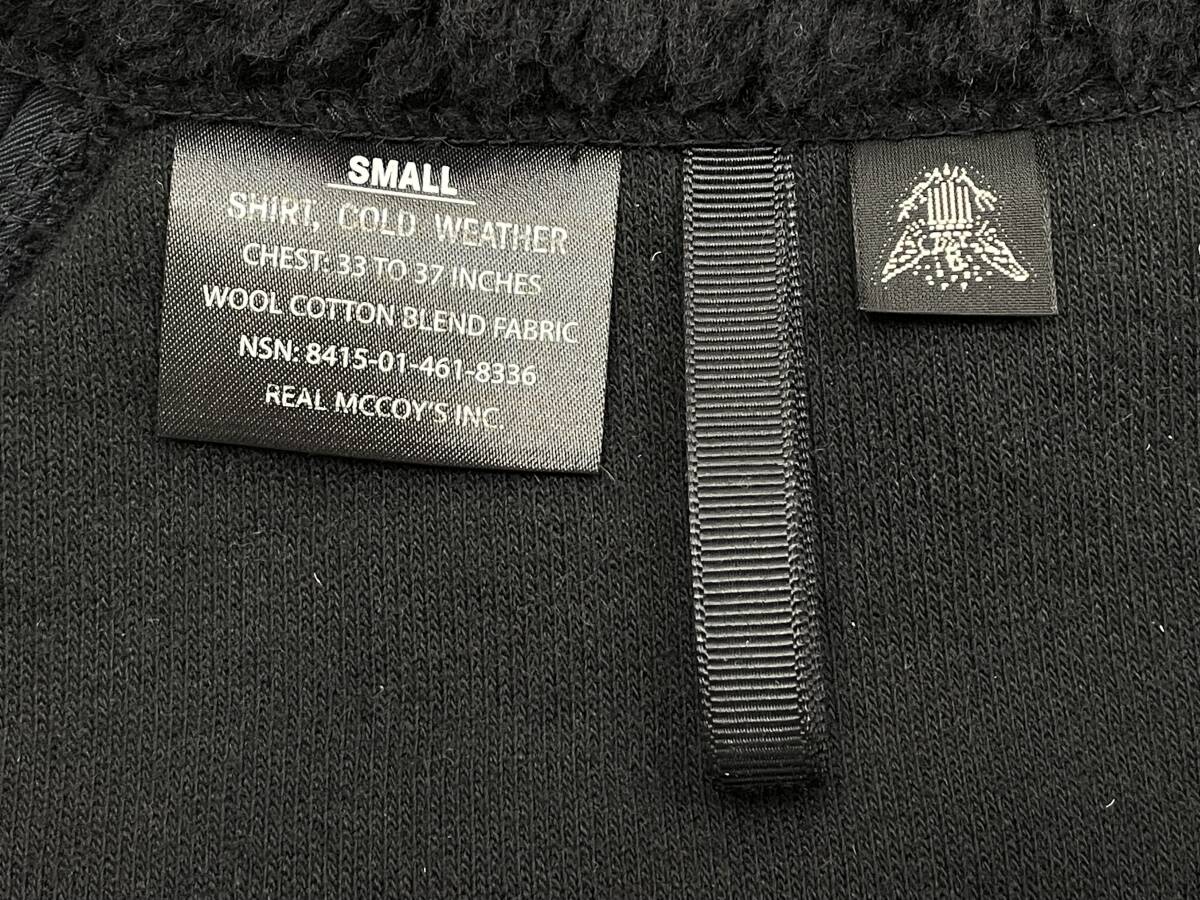 SMALL
SHIRT, COLD WEATHER
CHEST: 33 TO 37 INCHES
WOOL COTTON BLEND FABRIC
NSN: 8415-01-461-8336
REAL MCCOY'S INC.